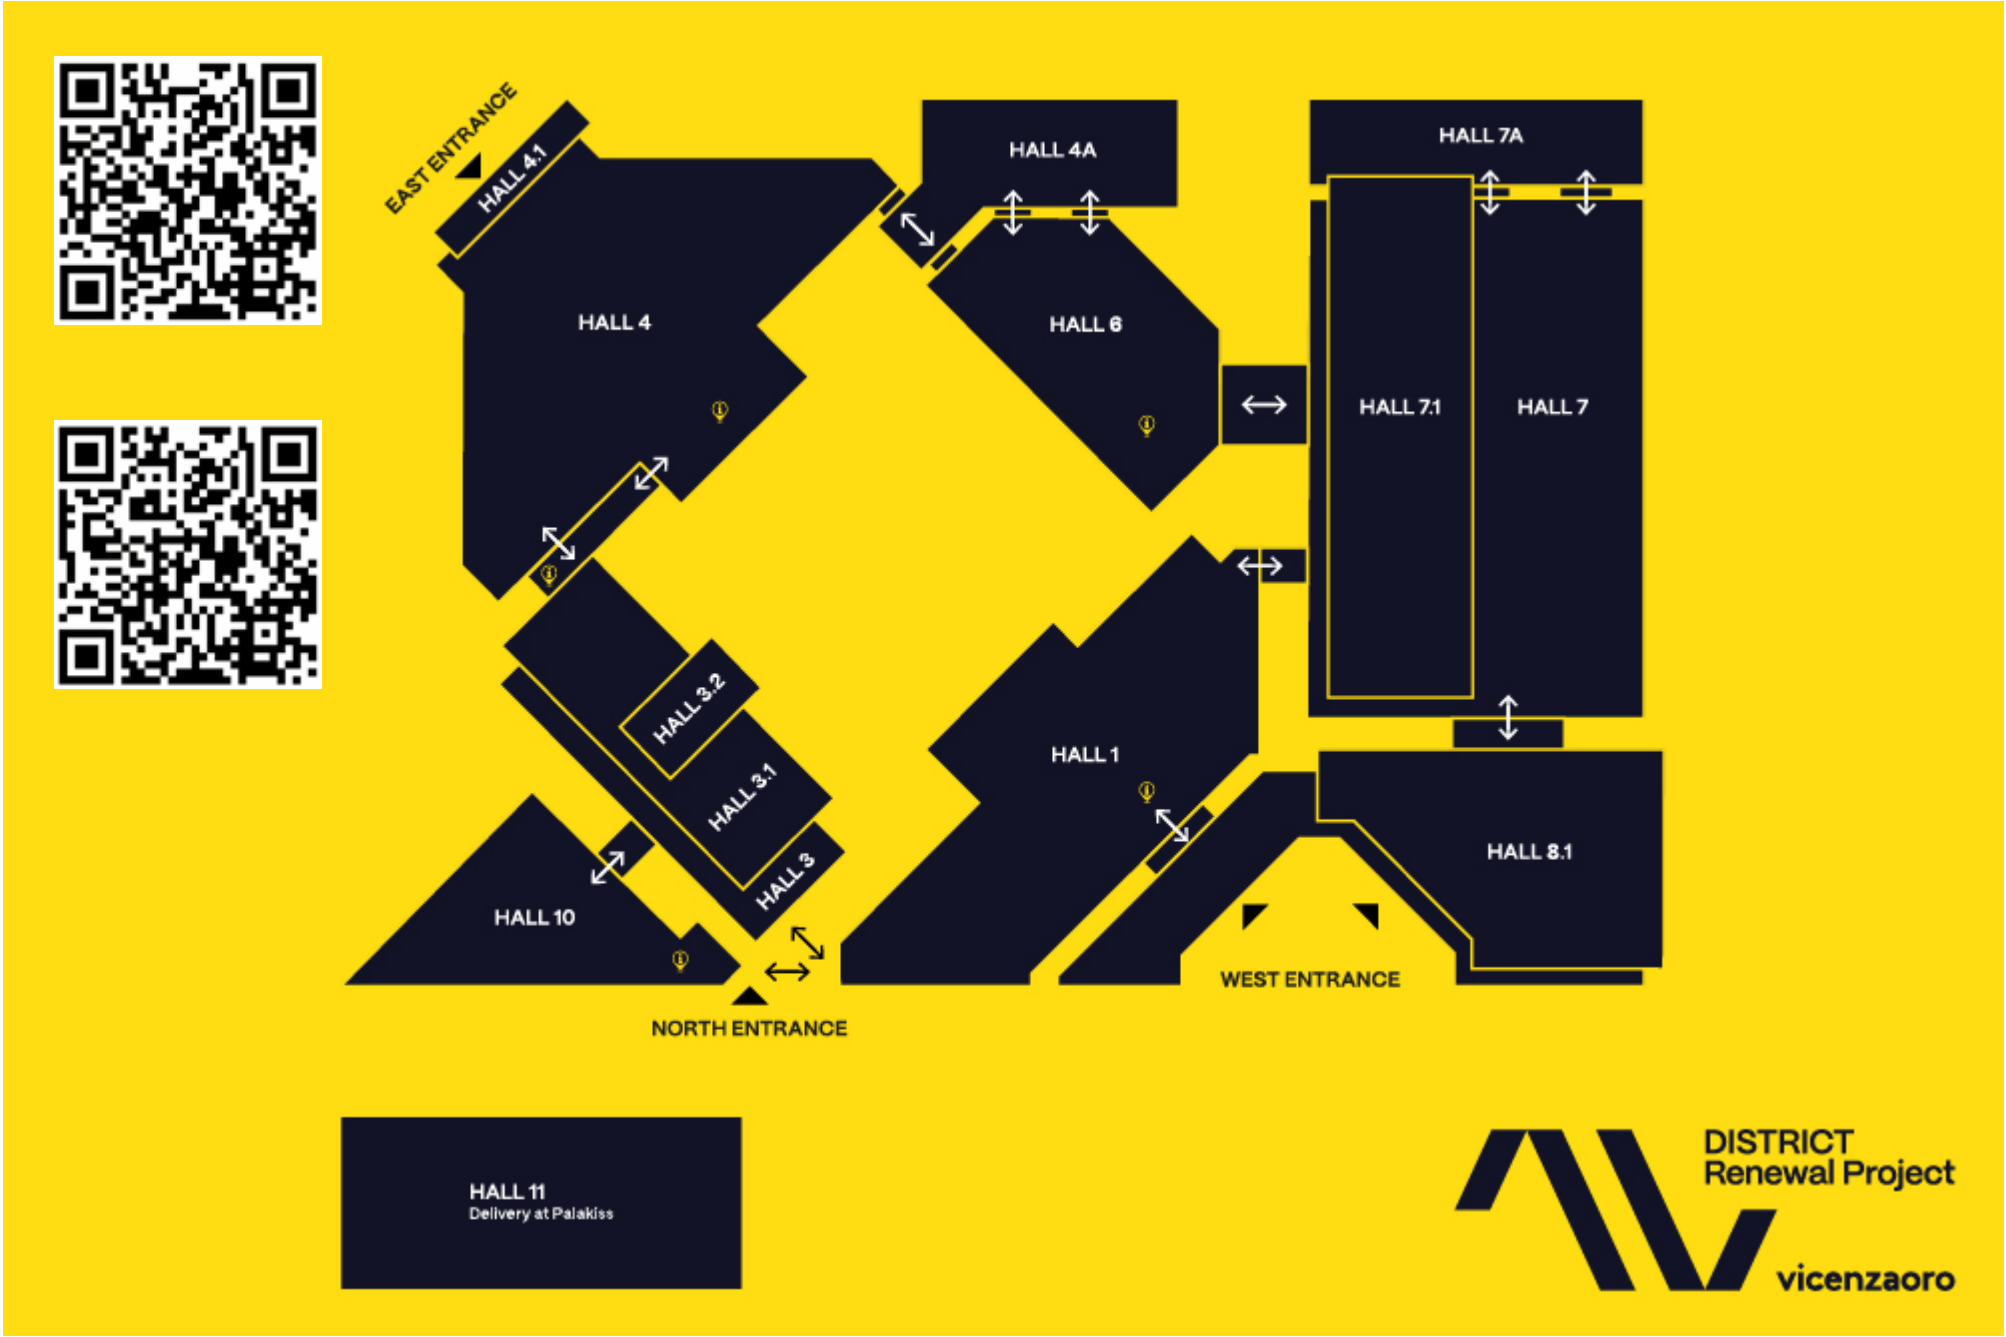 EAST ENTRANCE
HALL 4.1
HALL 4A
HALL 7A
HALL 4
HALL 6
HALL 7.1
HALL 7
HALL 3.2
HALL 3.1
HALL 3
HALL 1
HALL 8.1
HALL 10
WEST ENTRANCE
NORTH ENTRANCE
HALL 11
Delivery at Palakiss
DISTRICT
Renewal Project
vicenzaoro